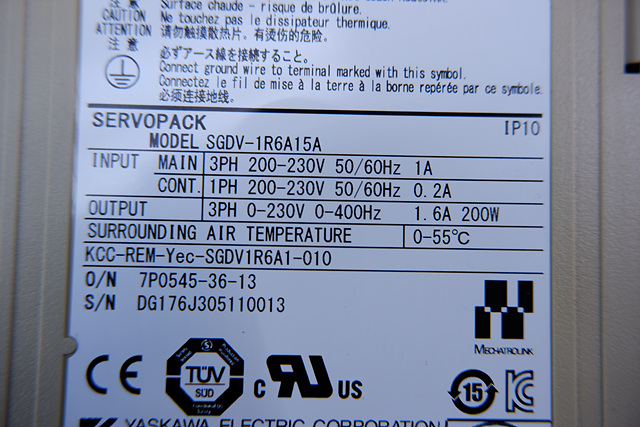 注意
CAUTION
ATTENTION
注意
Surface chaude - risque de brûlure.
Ne touchez pas le dissipateur thermique.
请勿触摸散热片,有烫伤的危险。
必ずアース線を接続すること。
Connect ground wire to terminal marked with this symbol.
Connectez le fil de mise à la terre à la borne repérée par ce symbole.
必须连接地线。
SERVOPACK IP10
MODEL SGDV-1R6A15A
INPUT MAIN 3PH 200-230V 50/60Hz 1A
CONT. 1PH 200-230V 50/60Hz 0.2A
OUTPUT 3PH 0-230V 0-400Hz 1.6A 200W
SURROUNDING AIR TEMPERATURE 0-55℃
KCC-REM-Yec-SGDV1R6A1-010
O/N 7P0545-36-13
S/N DG176J305110013
MECHATROLINK
CE
TÜV
SÜD
C RU US
15
YASKAWA ELECTRIC CORPORATION